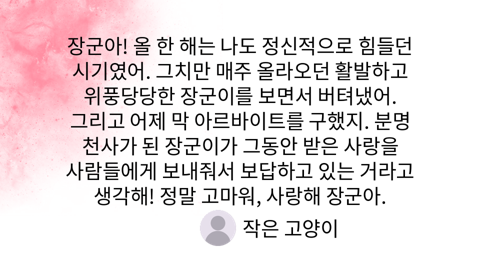 장군아! 올 한 해는 나도 정신적으로 힘들던
시기였어. 그치만 매주 올라오던 활발하고
위풍당당한 장군이를 보면서 버텨냈어.
그리고 어제 막 아르바이트를 구했지. 분명
천사가 된 장군이가 그동안 받은 사랑을
사람들에게 보내줘서 보답하고 있는 거라고
생각해! 정말 고마워, 사랑해 장군아.
작은 고양이